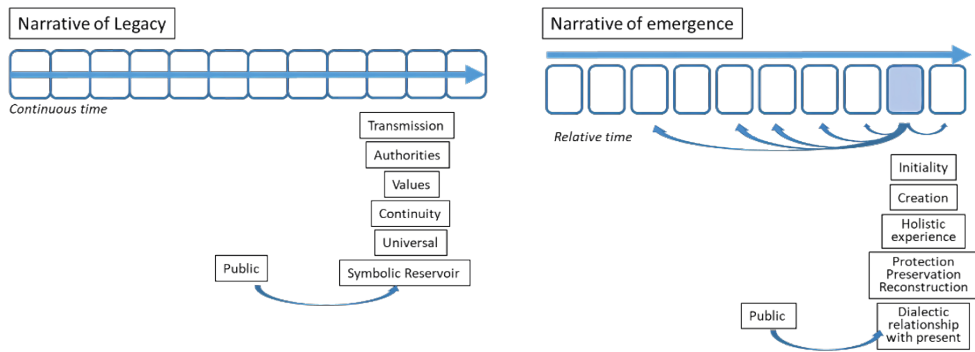 Narrative of Legacy
Continuous time
Transmission
Authorities
Values
Continuity
Universal
Public
Symbolic Reservoir
Narrative of emergence
Relative time
Initiality
Creation
Holistic
experience
Protection
Preservation
Reconstruction
Public
Dialectic
relationship
with present